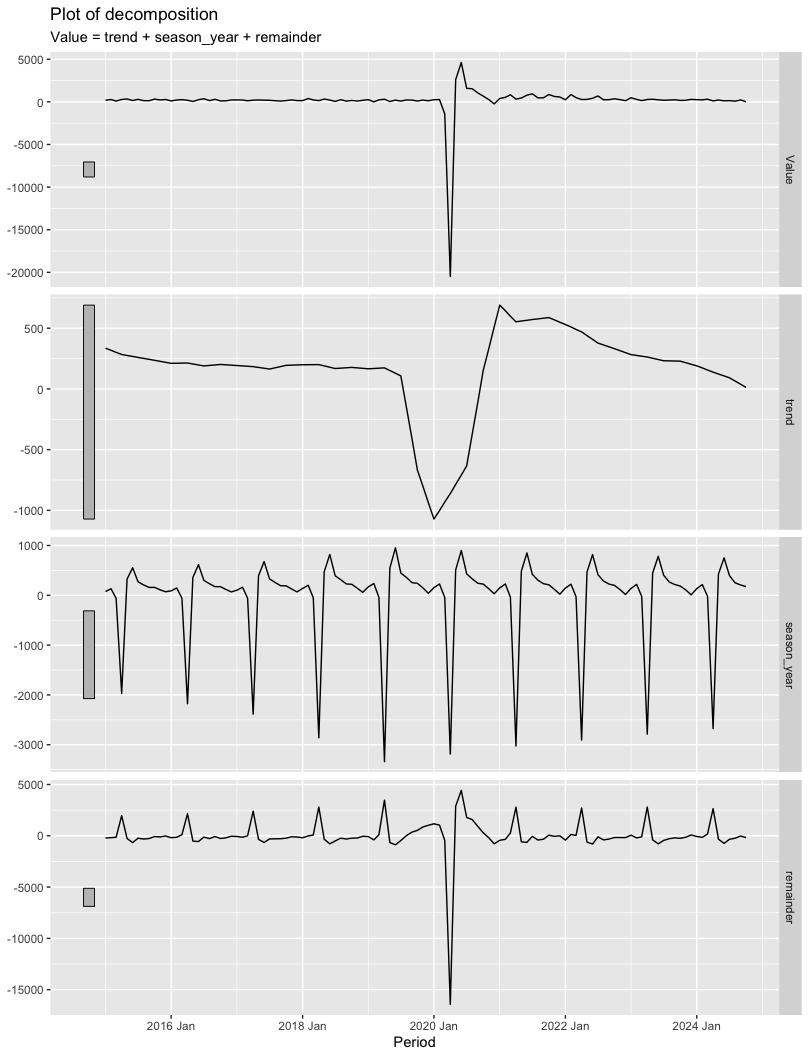 Plot of decomposition
Value = trend + season_year + remainder
5000
0
-5000
-10000
-15000
-20000
Value
500
0
-500
-1000
trend
1000
0
-1000
-2000
-3000
season_year
5000
0
-5000
-10000
-15000
remainder
2016 Jan 2018 Jan 2020 Jan 2022 Jan 2024 Jan
Period